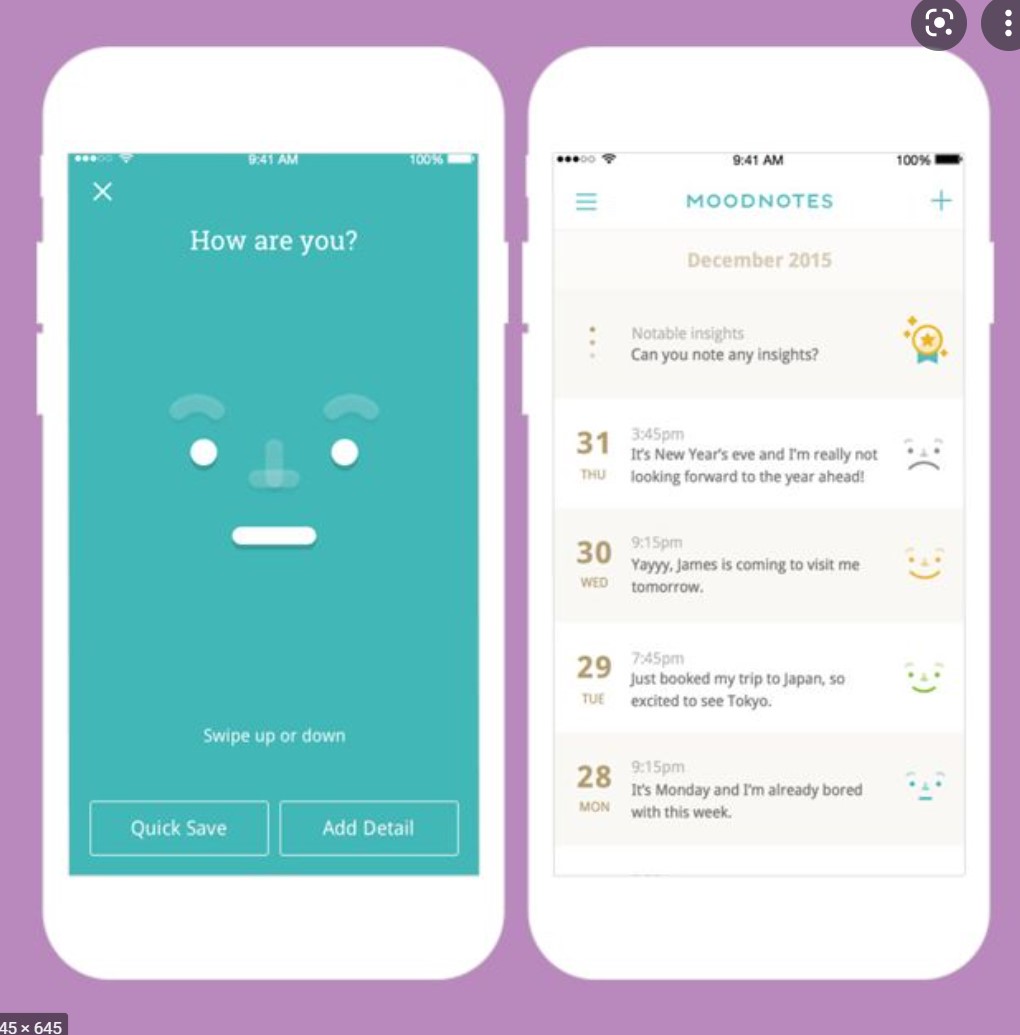 9:41 AM
100%
How are you?
Swipe up or down
Quick Save
Add Detail
9:41 AM
100%
MOODNOTES
December 2015
Notable insights
Can you note any insights?
31
THU
3:45pm
It's New Year's eve and I'm really not
looking forward to the year ahead!
30
WED
9:15pm
Yayyy, James is coming to visit me
tomorrow.
29
TUE
7:45pm
Just booked my trip to Japan, so
excited to see Tokyo.
28
MON
9:15pm
It's Monday and I'm already bored
with this week.
45 × 645